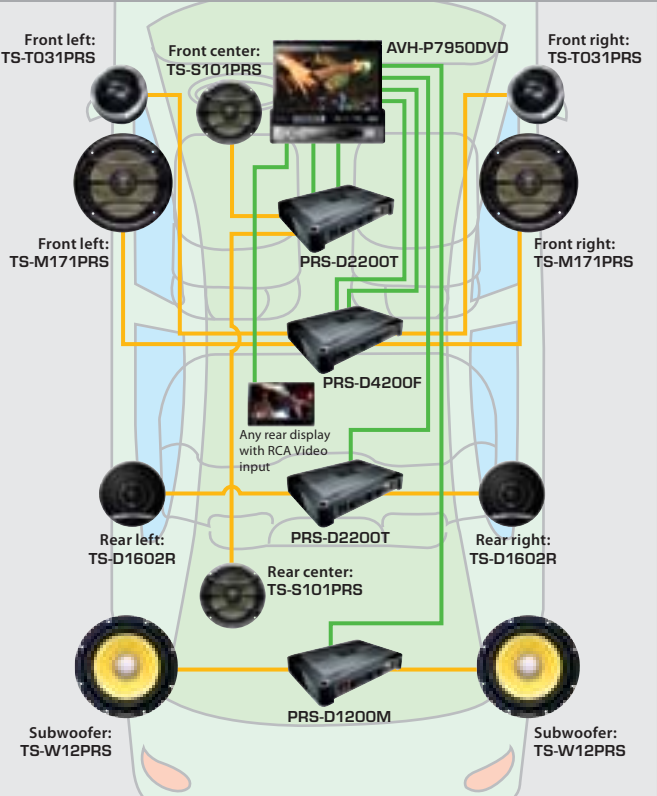 Front left:
TS-T031PRS
Front center:
TS-S101PRS
AVH-P7950DVD
Front right:
TS-T031PRS
Front left:
TS-M171PRS
PRS-D2200T
Front right:
TS-M171PRS
PRS-D4200F
Any rear display
with RCA Video
input
Rear left:
TS-D1602R
PRS-D2200T
Rear right:
TS-D1602R
Rear center:
TS-S101PRS
PRS-D1200M
Subwoofer:
TS-W12PRS
Subwoofer:
TS-W12PRS